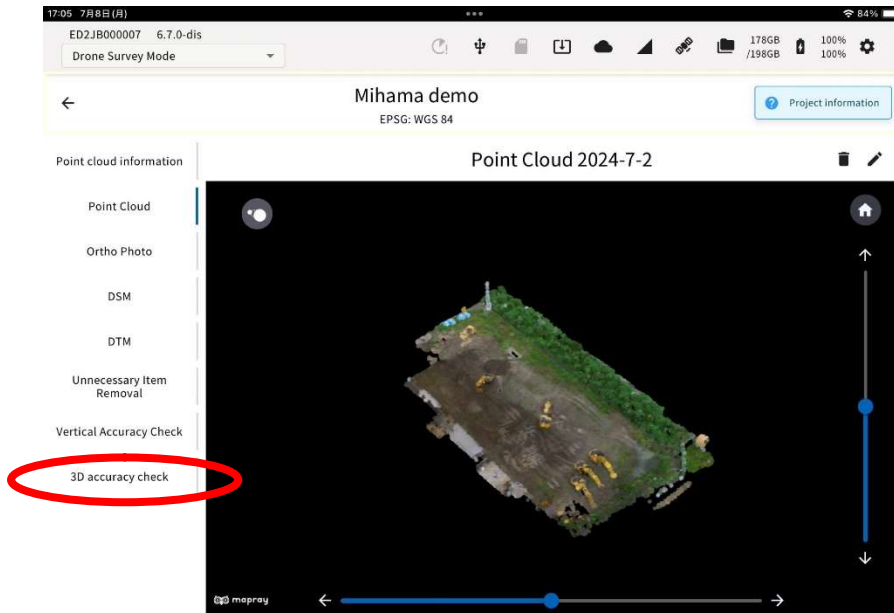 17:05 7月8日(月)
84%
ED2JB000007 6.7.0-dis
Drone Survey Mode
178GB
/198GB
100%
100%
Mihama demo
EPSG: WGS 84
Project information
Point cloud information
Point Cloud 2024-7-2
Point Cloud
Ortho Photo
DSM
DTM
Unnecessary Item
Removal
Vertical Accuracy Check
3D accuracy check
mapray